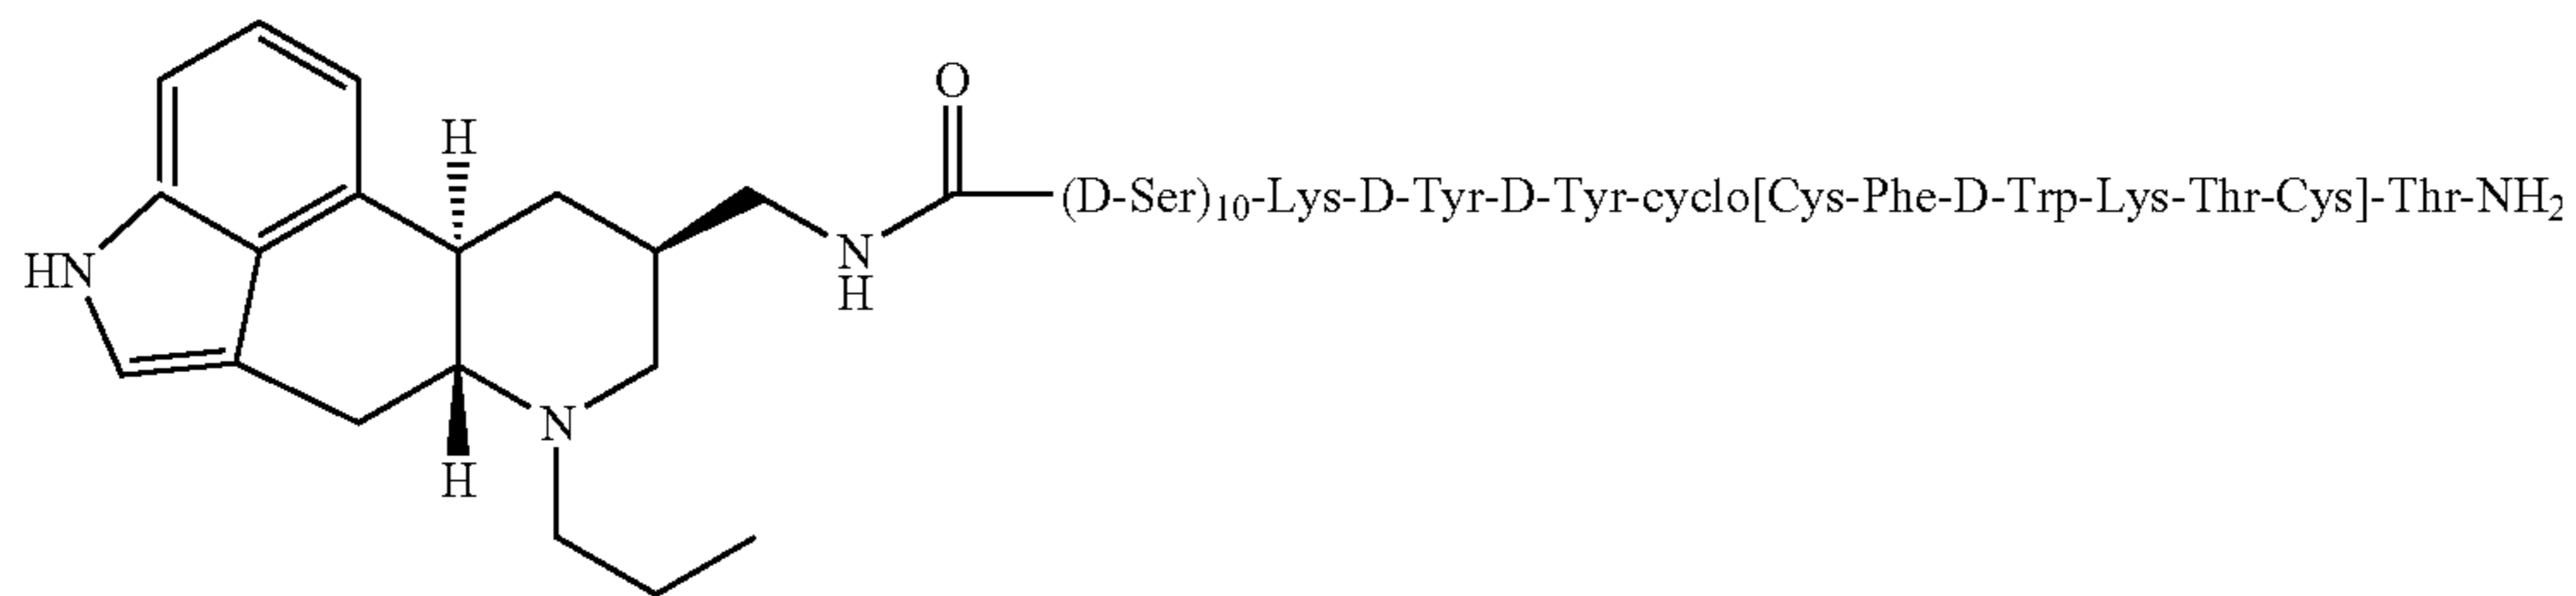 O
H
(D-Ser)10-Lys-D-Tyr-D-Tyr-cyclo[Cys-Phe-D-Trp-Lys-Thr-Cys]-Thr-NH2
HN
N
H
N
H